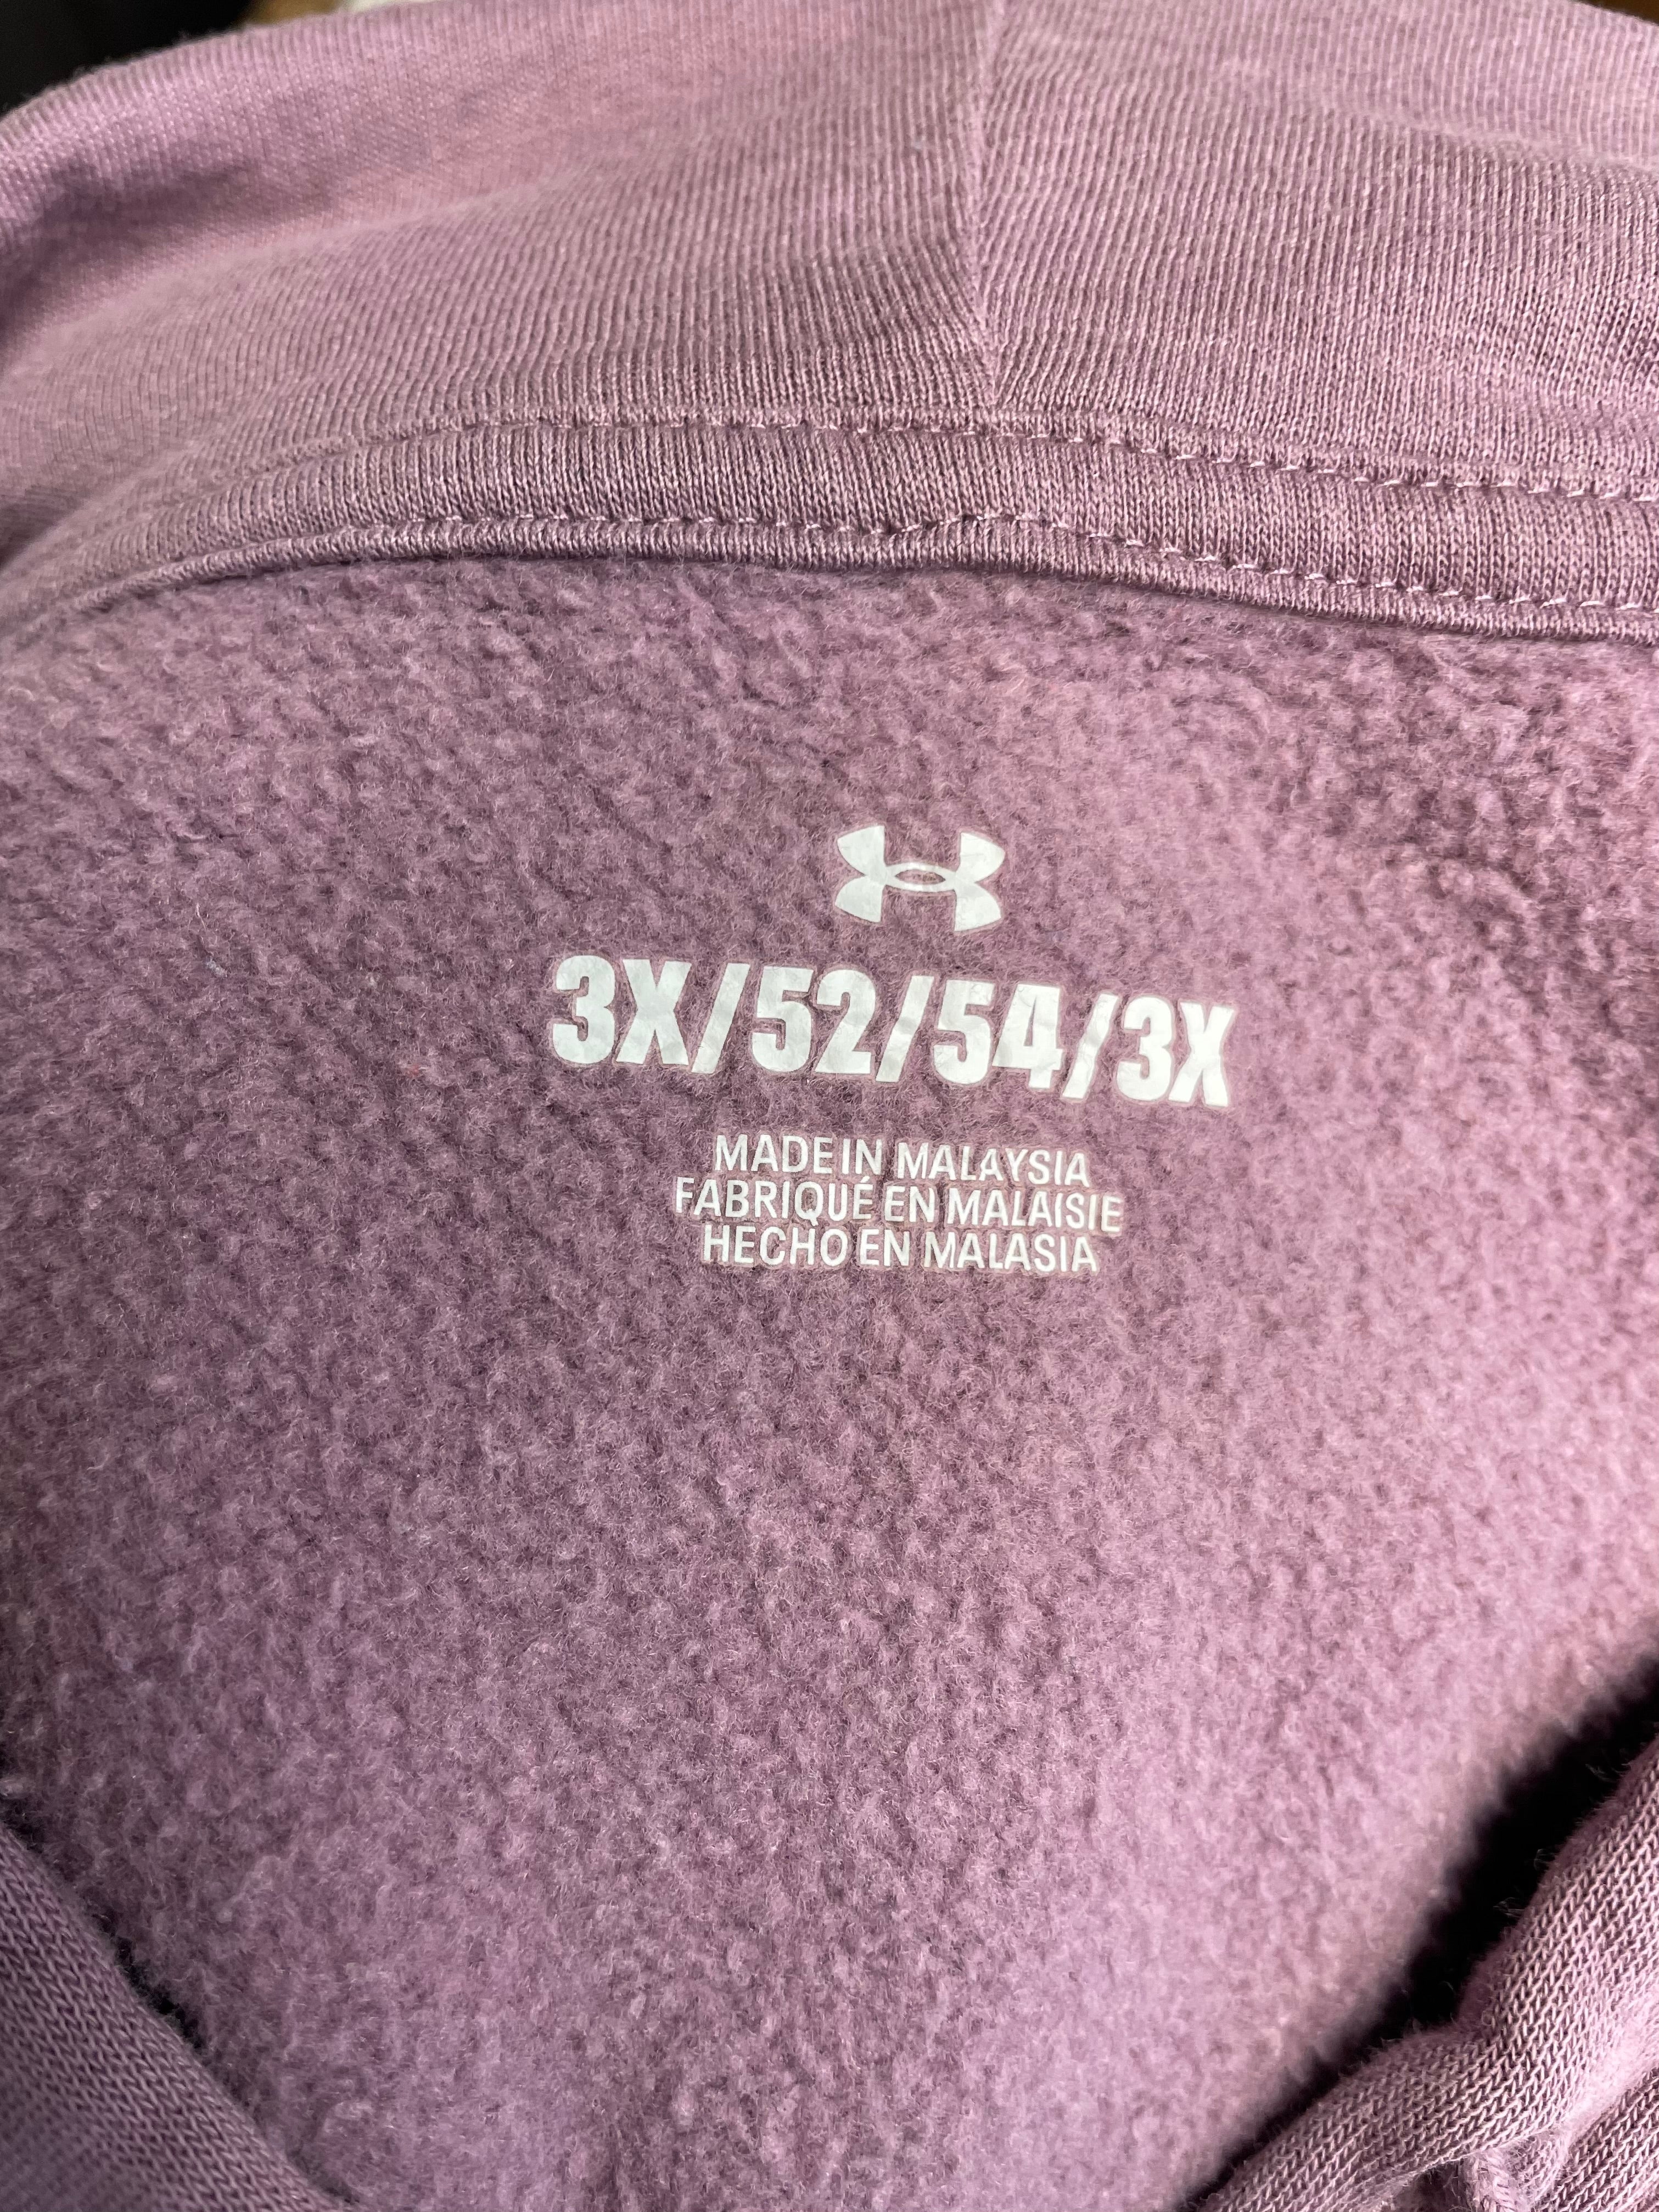 3X/52/54/3X
MADE IN MALAYSIA
FABRIQUÉ EN MALAISIE
HECHO EN MALASIA